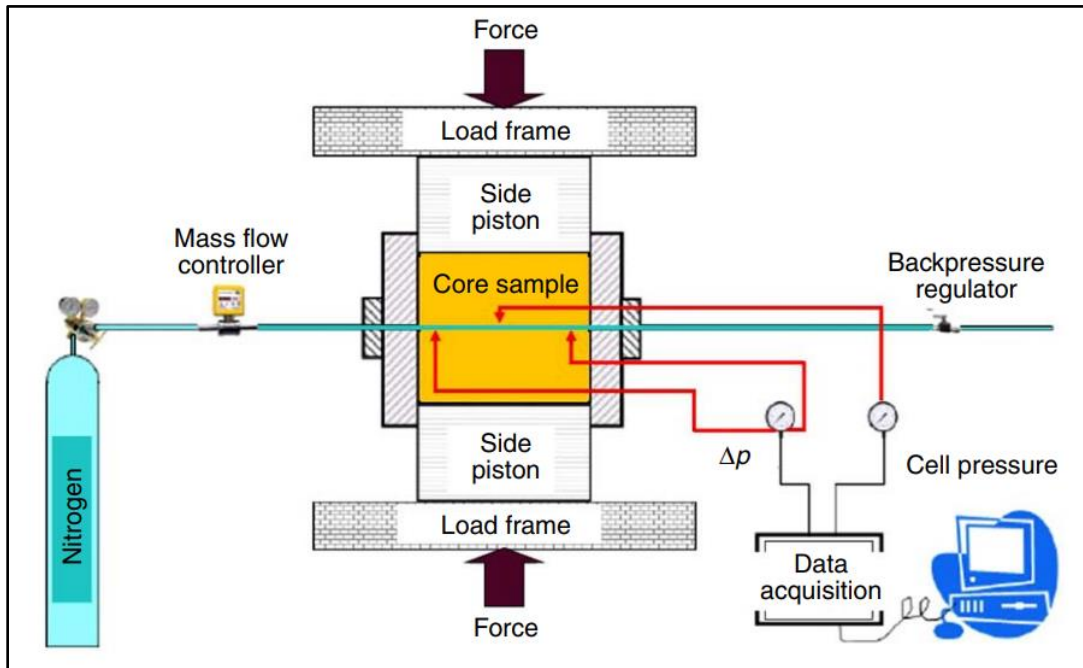 Force
Load frame
Side
piston
Mass flow
controller
Core sample
Backpressure
regulator
Nitrogen
Side
piston
Δp
Cell pressure
Load frame
Data
acquisition
Force